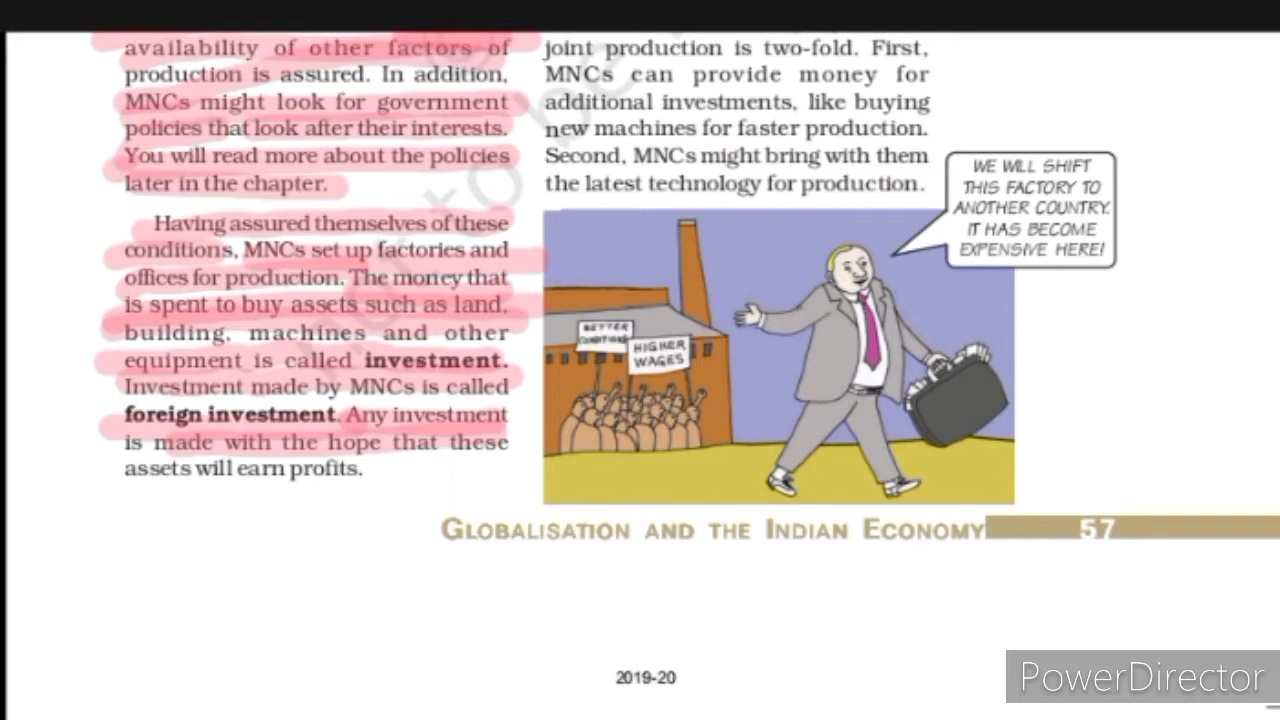 availability of other factors of
production is assured. In addition,
MNCs might look for government
policies that look after their interests.
You will read more about the policies
later in the chapter.
Having assured themselves of these
conditions, MNCs set up factories and
offices for production. The money that
is spent to buy assets such as land,
building, machines and other
equipment is called investment.
Investment made by MNCs is called
foreign investment. Any investment
is made with the hope that these
assets will earn profits.
joint production is two-fold. First,
MNCs can provide money for
additional investments, like buying
new machines for faster production.
Second, MNCs might bring with them
the latest technology for production.
WE WILL SHIFT
THIS FACTORY TO
ANOTHER COUNTRY.
IT HAS BECOME
EXPENSIVE HERE!
BETTER
CONDITIONS
HIGHER
WAGES
GLOBALISATION AND THE INDIAN ECONOMY 57
2019-20
PowerDirector